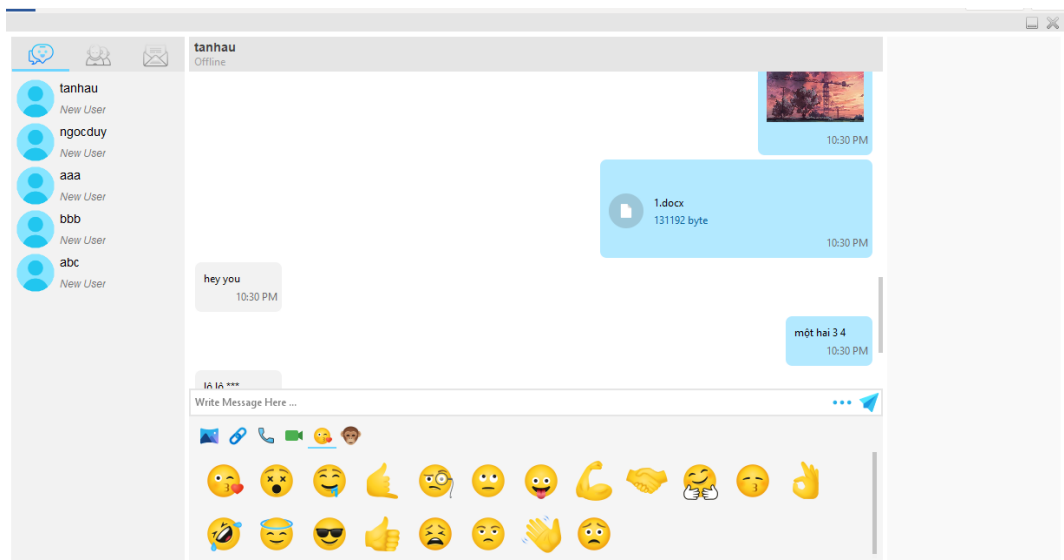 tanhau
Offline
tanhau
New User
ngocduy
New User
aaa
New User
bbb
New User
abc
New User
10:30 PM
1.docx
131192 byte
10:30 PM
hey you
10:30 PM
một hai 3 4
10:30 PM
lô lô ***
Write Message Here ...